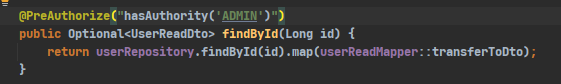 @PreAuthorize("hasAuthority('ADMIN')")
public Optional<UserReadDto> findById(Long id) {
return userRepository.findById(id).map(userReadMapper::transferToDto);
}